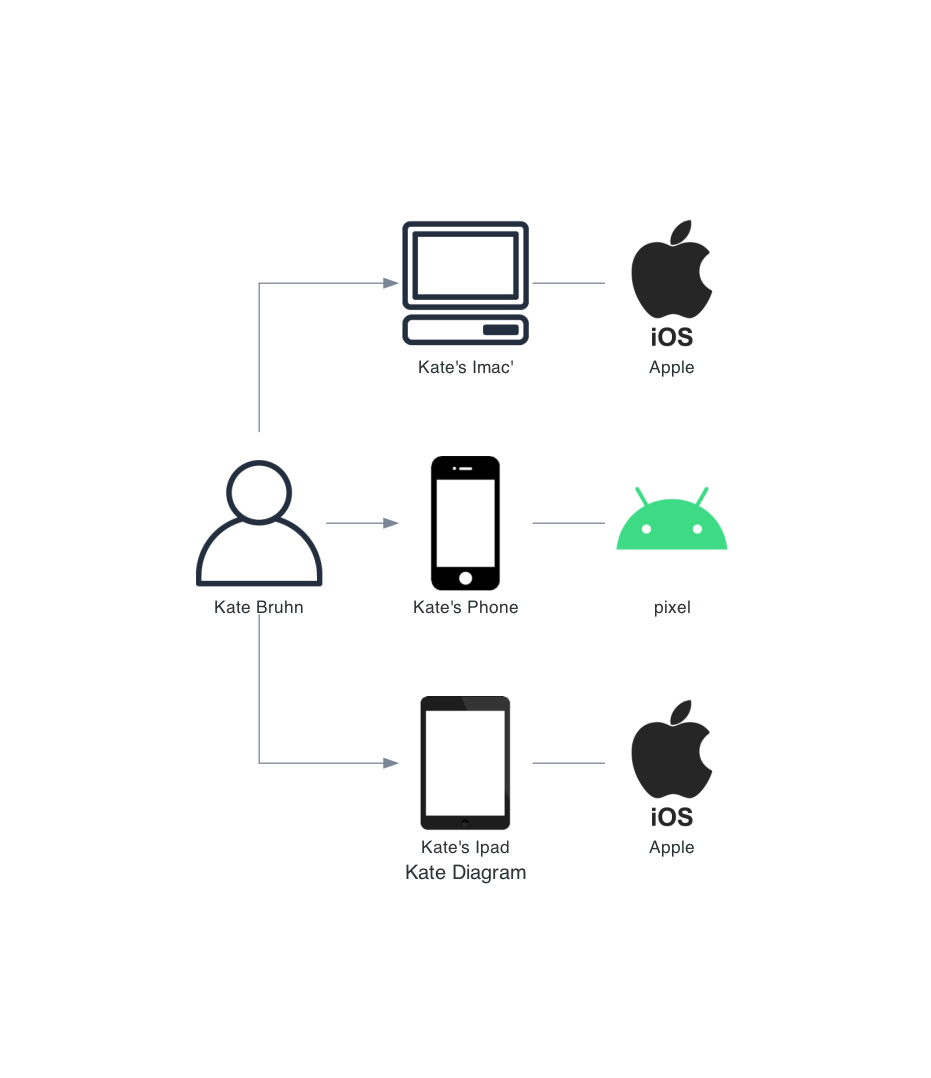 iOS
Kate's Imac'
Apple
Kate Bruhn
Kate's Phone
pixel
iOS
Kate's Ipad
Apple
Kate Diagram